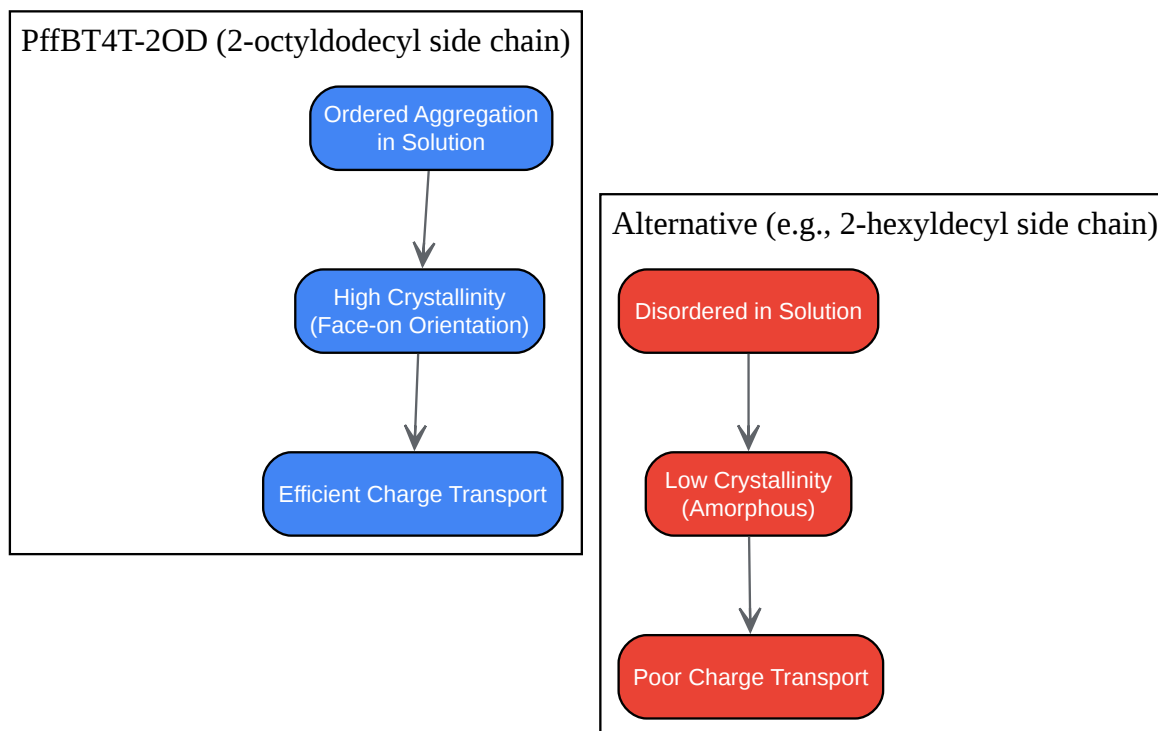 PffBT4T-2OD (2-octyldodecyl side chain)
Ordered Aggregation
in Solution
High Crystallinity
(Face-on Orientation)
Efficient Charge Transport
Alternative (e.g., 2-hexyldecyl side chain)
Disordered in Solution
Low Crystallinity
(Amorphous)
Poor Charge Transport